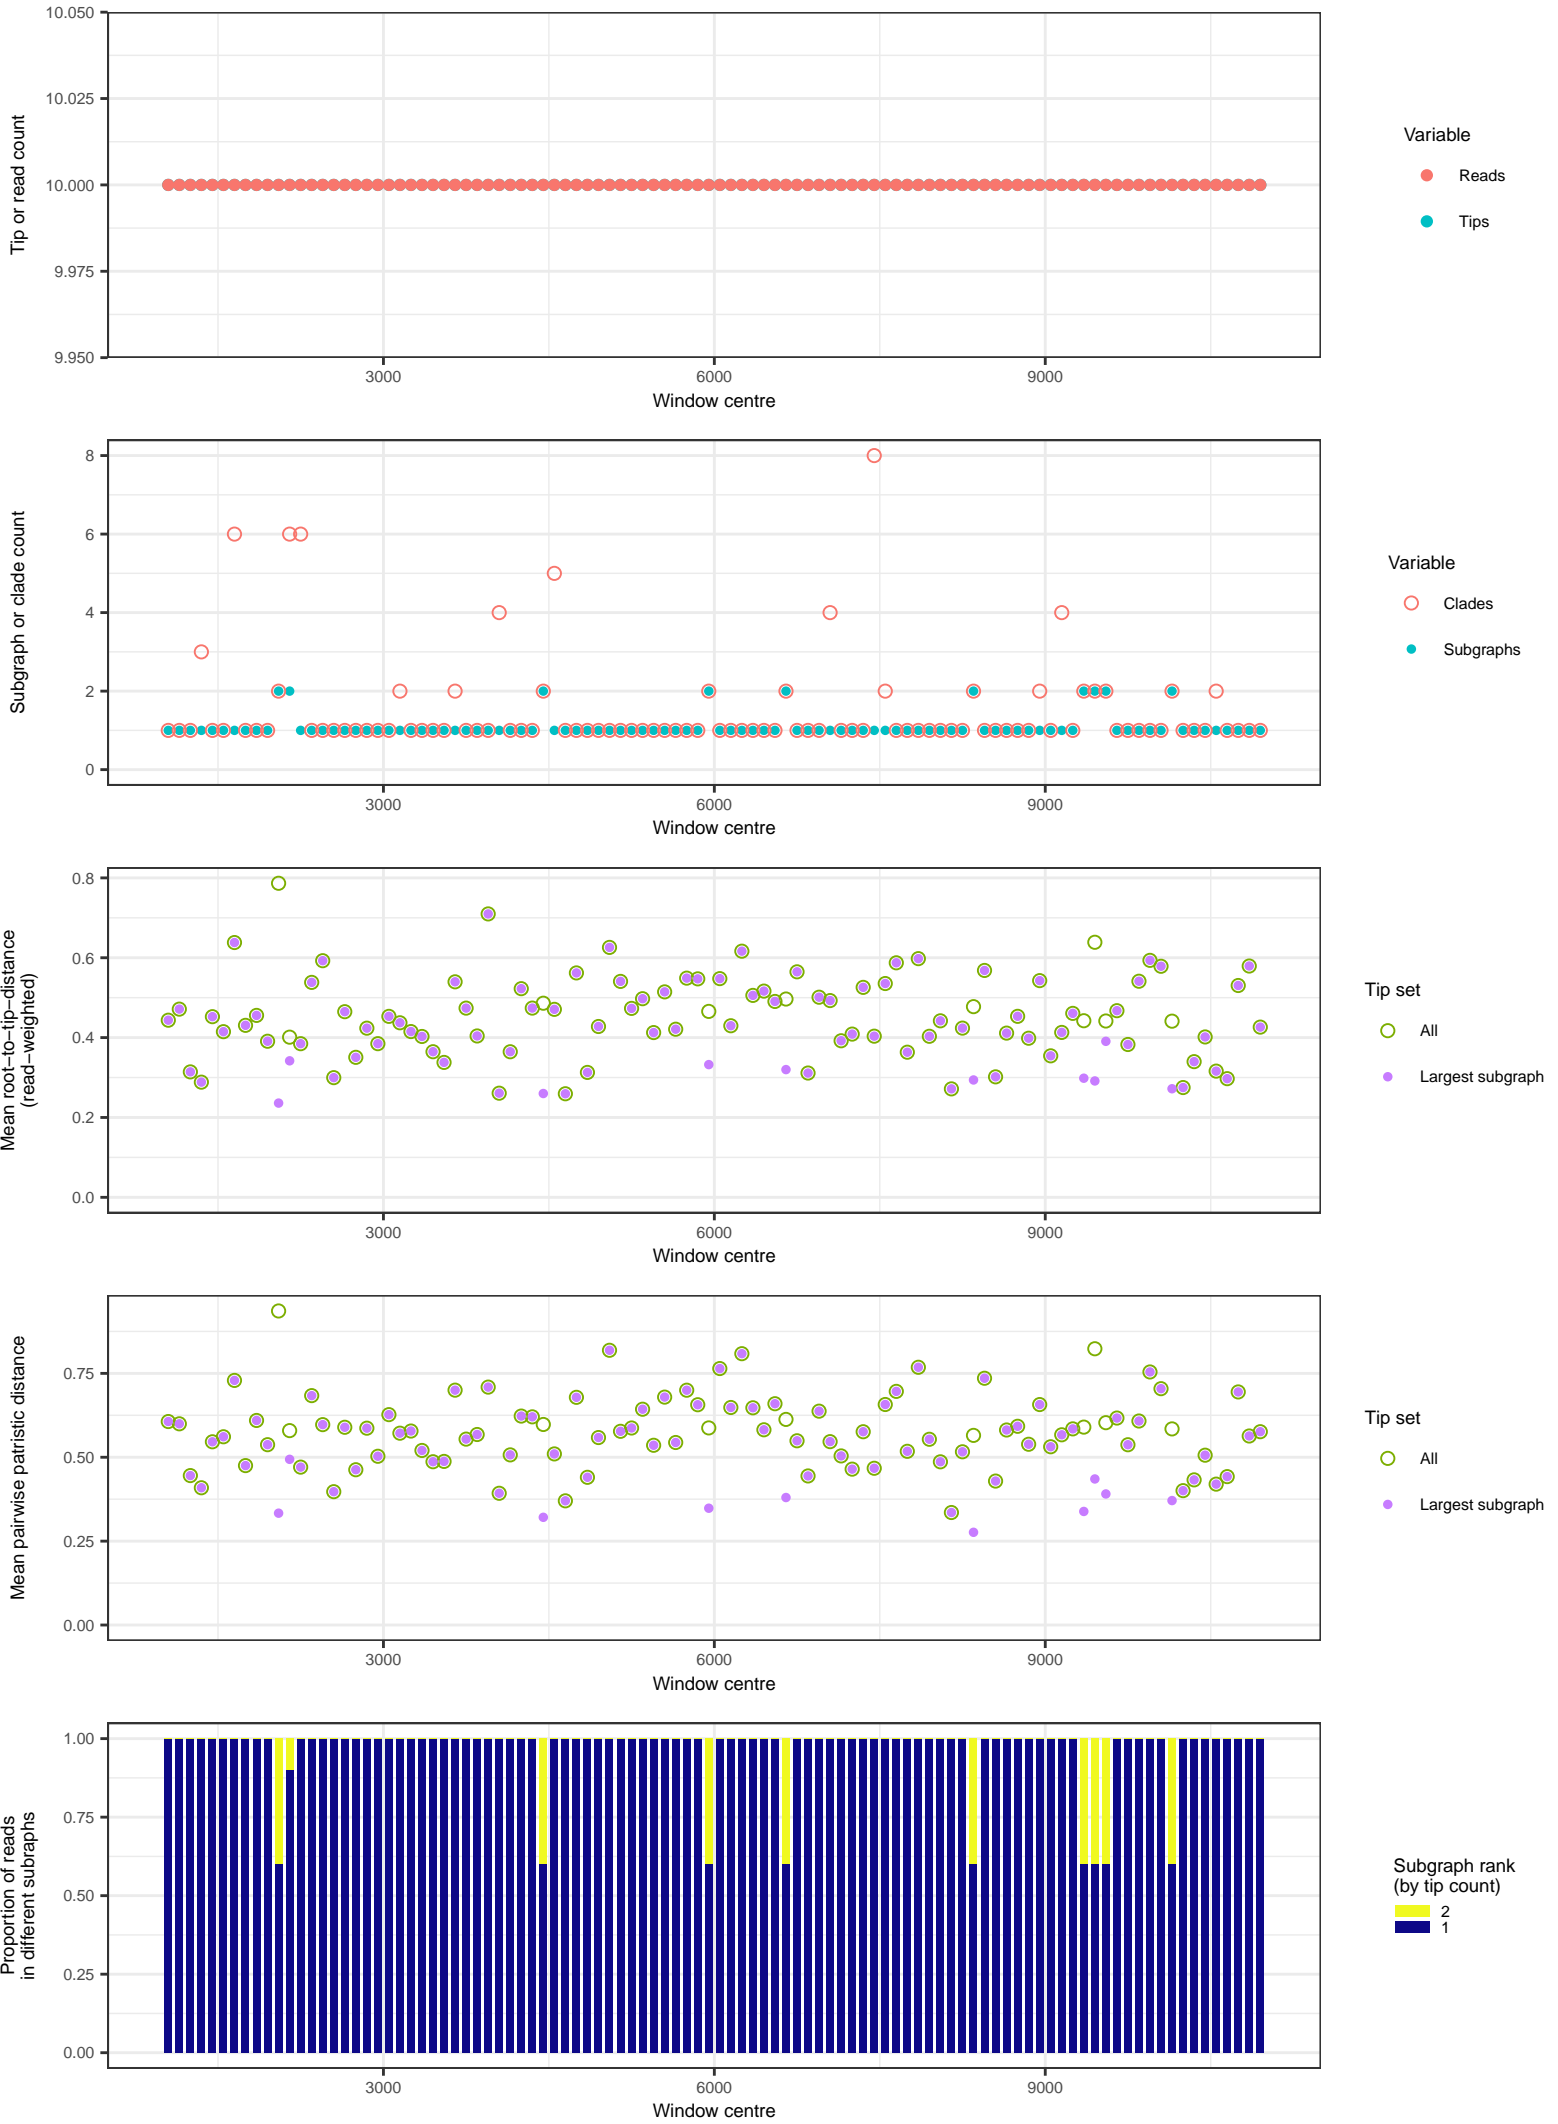 10.050
10.025
10.000
9.975
9.950
Tip or read count
3000
6000
9000
Window centre
Variable
Reads
Tips
8
6
4
2
0
Subgraph or clade count
3000
6000
9000
Window centre
Variable
Clades
Subgraphs
0.8
0.6
0.4
0.2
0.0
Mean root−to−tip−distance
(read−weighted)
3000
6000
9000
Window centre
Tip set
All
Largest subgraph
0.75
0.50
0.25
0.00
Mean pairwise patristic distance
3000
6000
9000
Window centre
Tip set
All
Largest subgraph
1.00
0.75
0.50
0.25
0.00
Proportion of reads
in different subraphs
3000
6000
9000
Window centre
Subgraph rank
(by tip count)
2
1